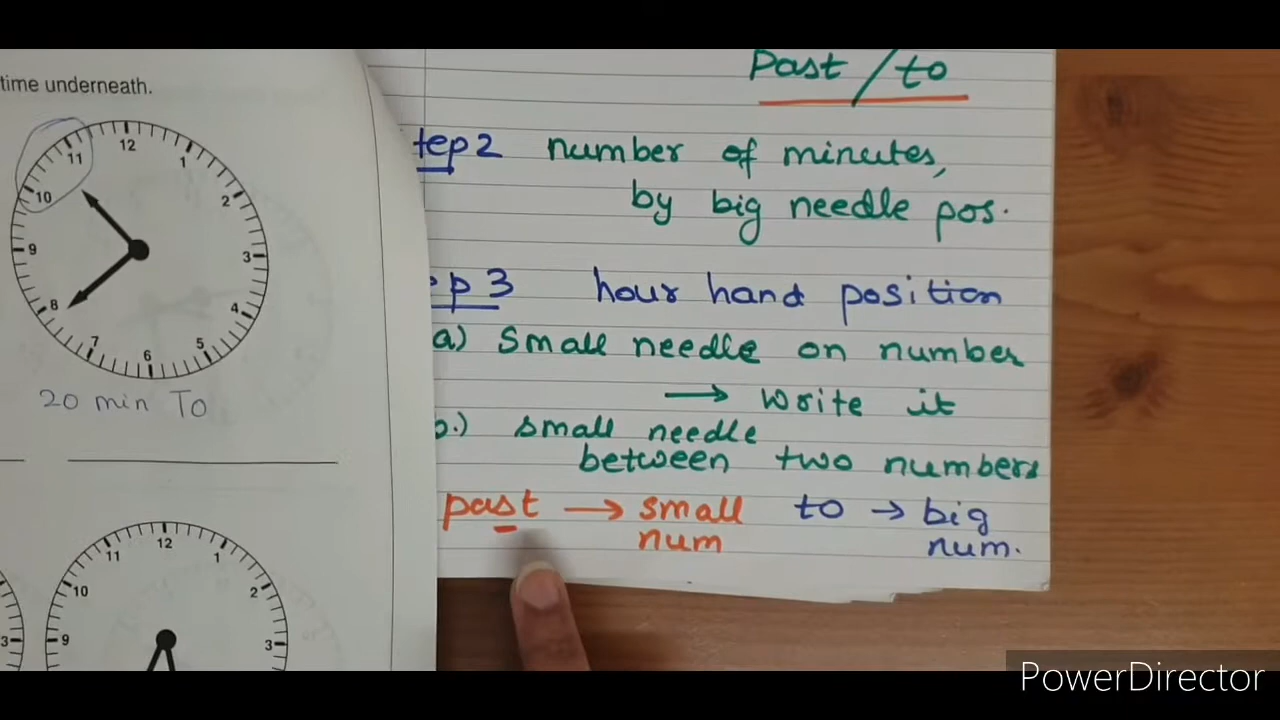 time underneath.
12
11
1
10
2
9
3
8
4
7
5
6
20 min To
12
11
1
10
2
3
9
3
Past / to
tep 2 number of minutes,
by big needle pos.
p 3 hour hand position
a) Small needle on number
→ Write it
b.) small needle
between two numbers
past → small to → big
num num.
PowerDirector